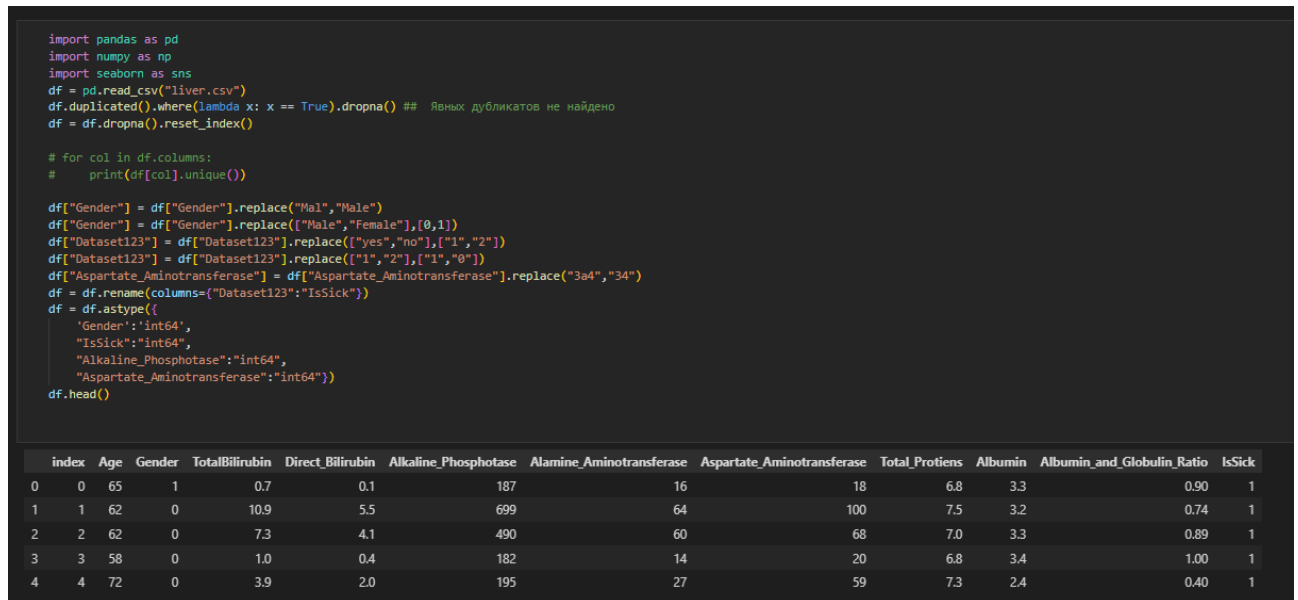 import pandas as pd
import numpy as np
import seaborn as sns
df = pd.read_csv("liver.csv")
df.duplicated().where(lambda x: x == True).dropna() ##  Явных дубликатов не найдено
df = df.dropna().reset_index()
# for col in df.columns:
#     print(df[col].unique())
df["Gender"] = df["Gender"].replace("Mal","Male")
df["Gender"] = df["Gender"].replace(["Male","Female"],[0,1])
df["Dataset123"] = df["Dataset123"].replace(["yes","no"],["1","2"])
df["Dataset123"] = df["Dataset123"].replace(["1","2"],["1","0"])
df["Aspartate_Aminotransferase"] = df["Aspartate_Aminotransferase"].replace("3a4","34")
df = df.rename(columns={"Dataset123":"IsSick"})
df = df.astype({
    'Gender':'int64',
    "IsSick":"int64",
    "Alkaline_Phosphotase":"int64",
    "Aspartate_Aminotransferase":"int64"})
df.head()
index Age Gender TotalBilirubin Direct_Bilirubin Alkaline_Phosphotase Alamine_Aminotransferase Aspartate_Aminotransferase Total_Protiens Albumin Albumin_and_Globulin_Ratio IsSick
0 0 65 1 0.7 0.1 187 16 18 6.8 3.3 0.90 1
1 1 62 0 10.9 5.5 699 64 100 7.5 3.2 0.74 1
2 2 62 0 7.3 4.1 490 60 68 7.0 3.3 0.89 1
3 3 58 0 1.0 0.4 182 14 20 6.8 3.4 1.00 1
4 4 72 0 3.9 2.0 195 27 59 7.3 2.4 0.40 1